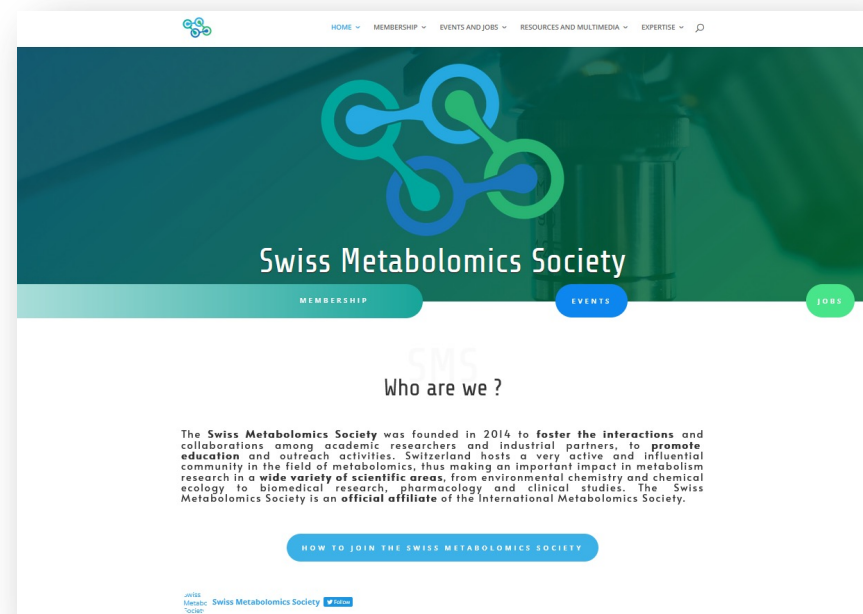 HOME MEMBERSHIP EVENTS AND JOBS RESOURCES AND MULTIMEDIA EXPERTISE
Swiss Metabolomics Society
MEMBERSHIP EVENTS JOBS
SMS
Who are we ?
The Swiss Metabolomics Society was founded in 2014 to foster the interactions and
collaborations among academic researchers and industrial partners, to promote
education and outreach activities. Switzerland hosts a very active and influential
community in the field of metabolomics, thus making an important impact in metabolism
research in a wide variety of scientific areas, from environmental chemistry and chemical
ecology to biomedical research, pharmacology and clinical studies. The Swiss
Metabolomics Society is an official affiliate of the International Metabolomics Society.
HOW TO JOIN THE SWISS METABOLOMICS SOCIETY
Swiss
Metabc Swiss Metabolomics Society Follow
Societ